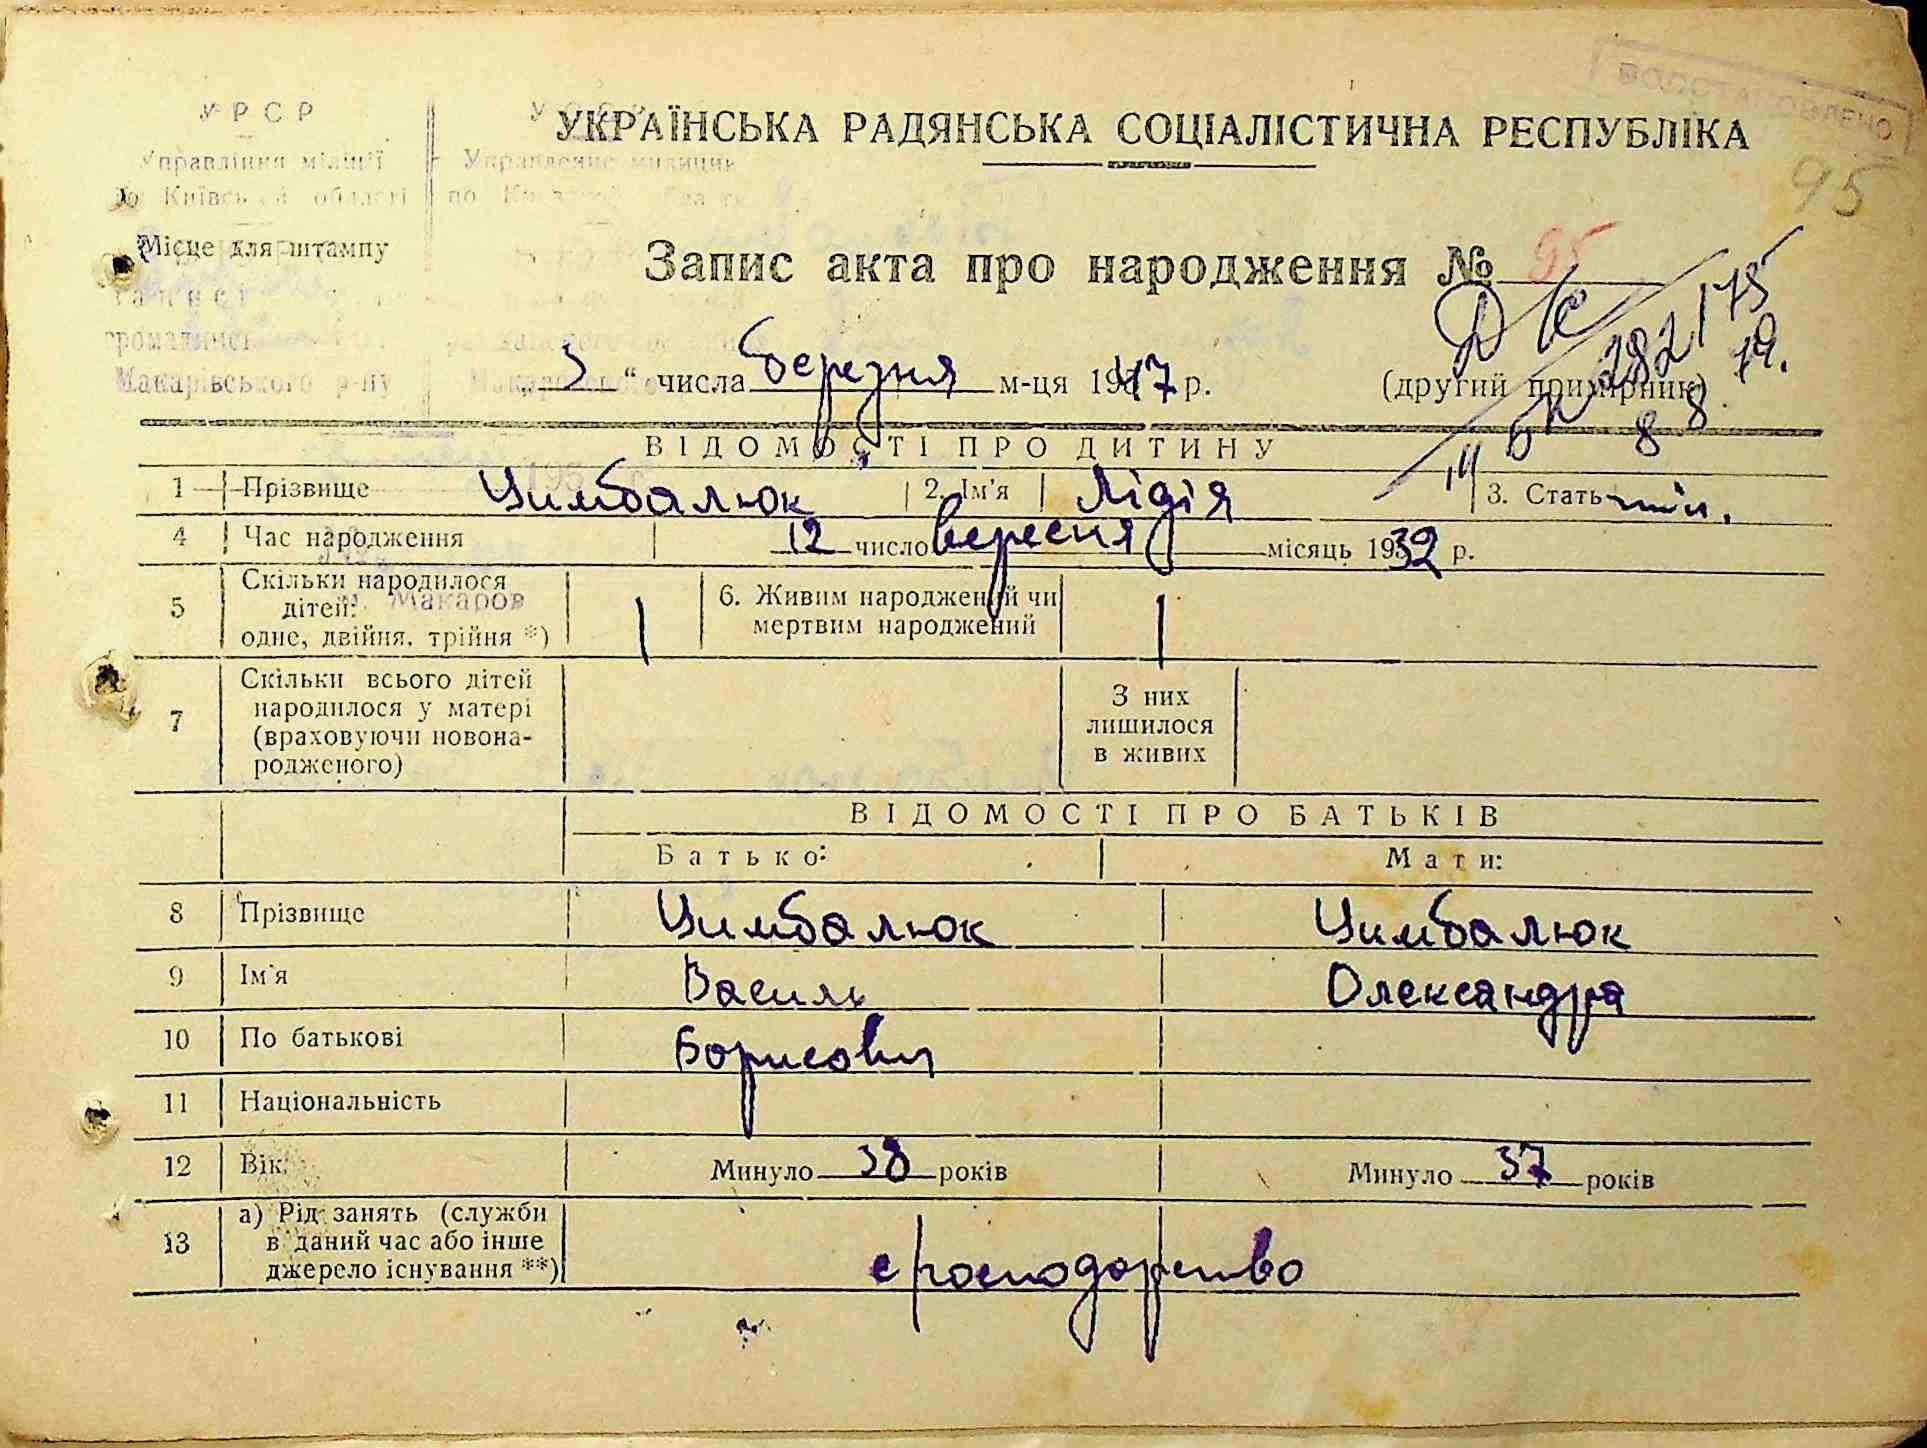 ВОССТАНОВЛЕНО
95
УРСР
Управління міліції
по Київській області
УКРАЇНСЬКА РАДЯНСЬКА СОЦІАЛІСТИЧНА РЕСПУБЛІКА
Місце для штампу
Запис акта про народження № 95
Макарівського р-ну
„3“ числа березня м-ця 1947 р. (другий примірник)
ВІДОМОСТІ ПРО ДИТИНУ
1 Прізвище Цимбалюк 2. Ім'я Лідія 3. Стать жін.
4 Час народження 12 число вересня місяць 1932 р.
5 Скільки народилося дітей: одне, двійня, трійня *) 6. Живим народжений чи мертвим народжений
м. Макаров
7 Скільки всього дітей народилося у матері (враховуючи новонародженого) З них лишилося в живих
ВІДОМОСТІ ПРО БАТЬКІВ
Батько: Мати:
8 Прізвище Цимбалюк Цимбалюк
9 Ім'я Василь Олександра
10 По батькові Борисович
11 Національність
12 Вік Минуло 38 років Минуло 37 років
13 а) Рід занять (служби в даний час або інше джерело існування **) с/господарство